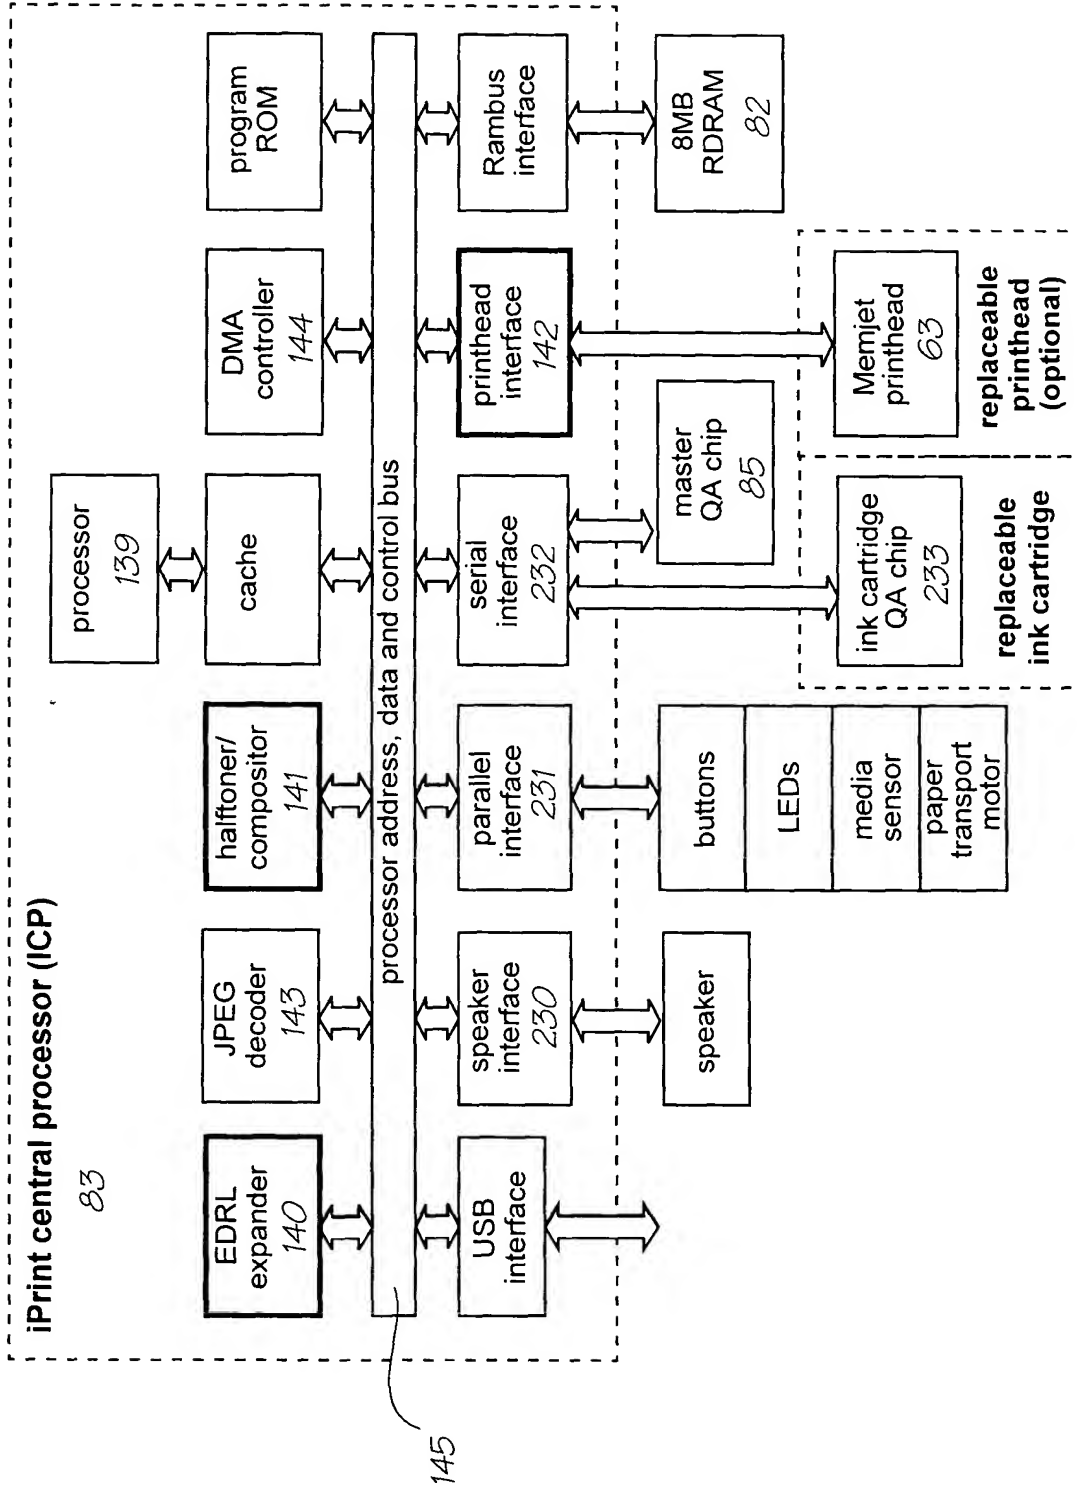 iPrint central processor (ICP)
83
processor
139
EDRL
expander
140
JPEG
decoder
143
halftoner/
compositor
141
cache
DMA
controller
144
program
ROM
processor address, data and control bus
145
USB
interface
speaker
interface
230
parallel
interface
231
serial
interface
232
printhead
interface
142
Rambus
interface
speaker
buttons
LEDs
media
sensor
paper
transport
motor
master
QA chip
85
8MB
RDRAM
82
ink cartridge
QA chip
233
replaceable
ink cartridge
Memjet
printhead
63
replaceable
printhead
(optional)